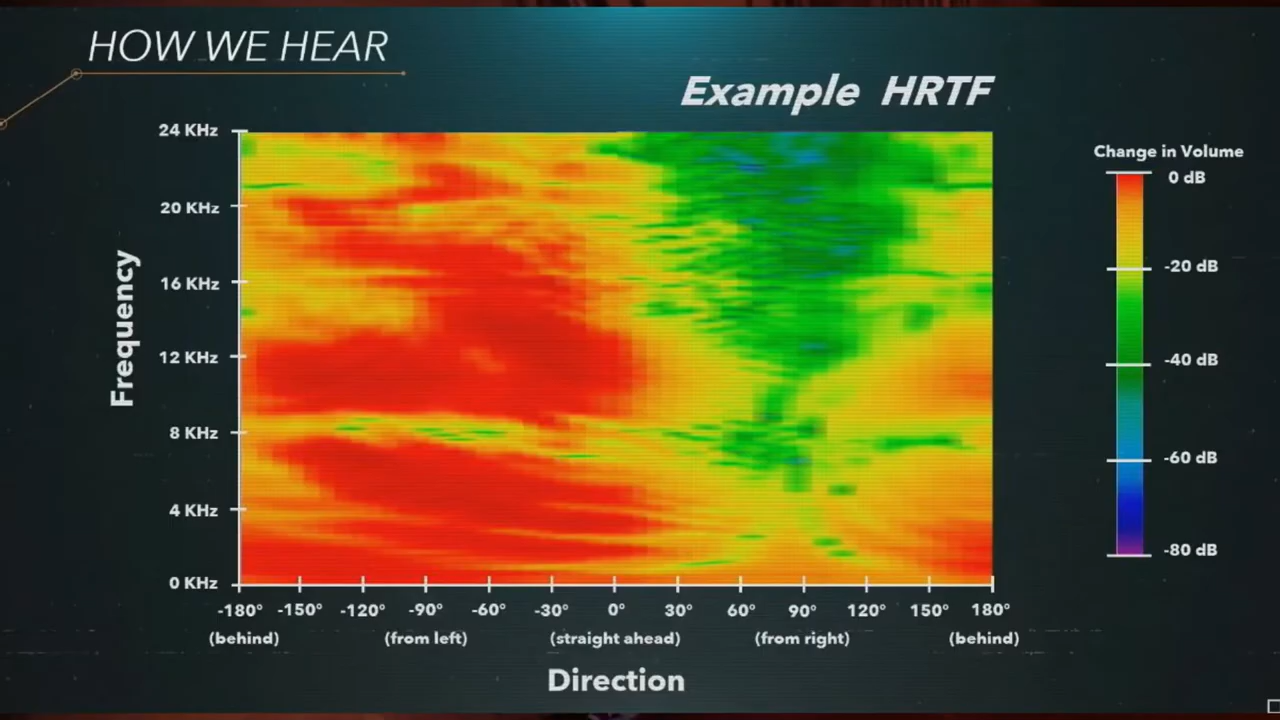 HOW WE HEAR
Example HRTF
24 KHz
20 KHz
16 KHz
12 KHz
8 KHz
4 KHz
0 KHz
Frequency
-180° -150° -120° -90° -60° -30° 0° 30° 60° 90° 120° 150° 180°
(behind) (from left) (straight ahead) (from right) (behind)
Direction
Change in Volume
0 dB
-20 dB
-40 dB
-60 dB
-80 dB